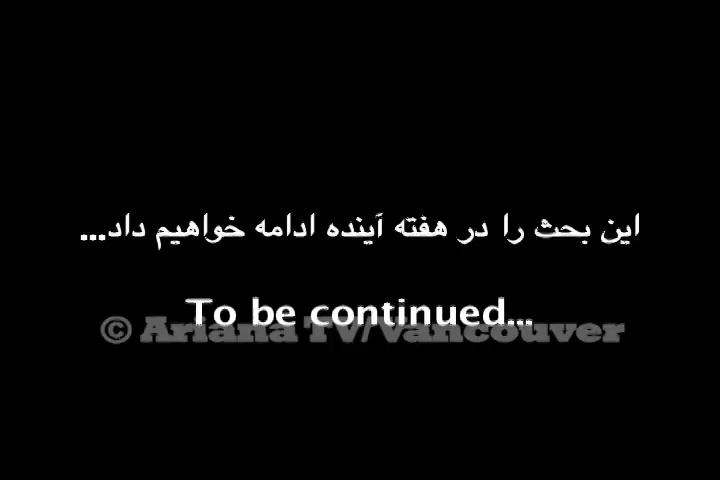 این بحث را در هفته آینده ادامه خواهیم داد...
To be continued...
© Ariana TV/Vancouver